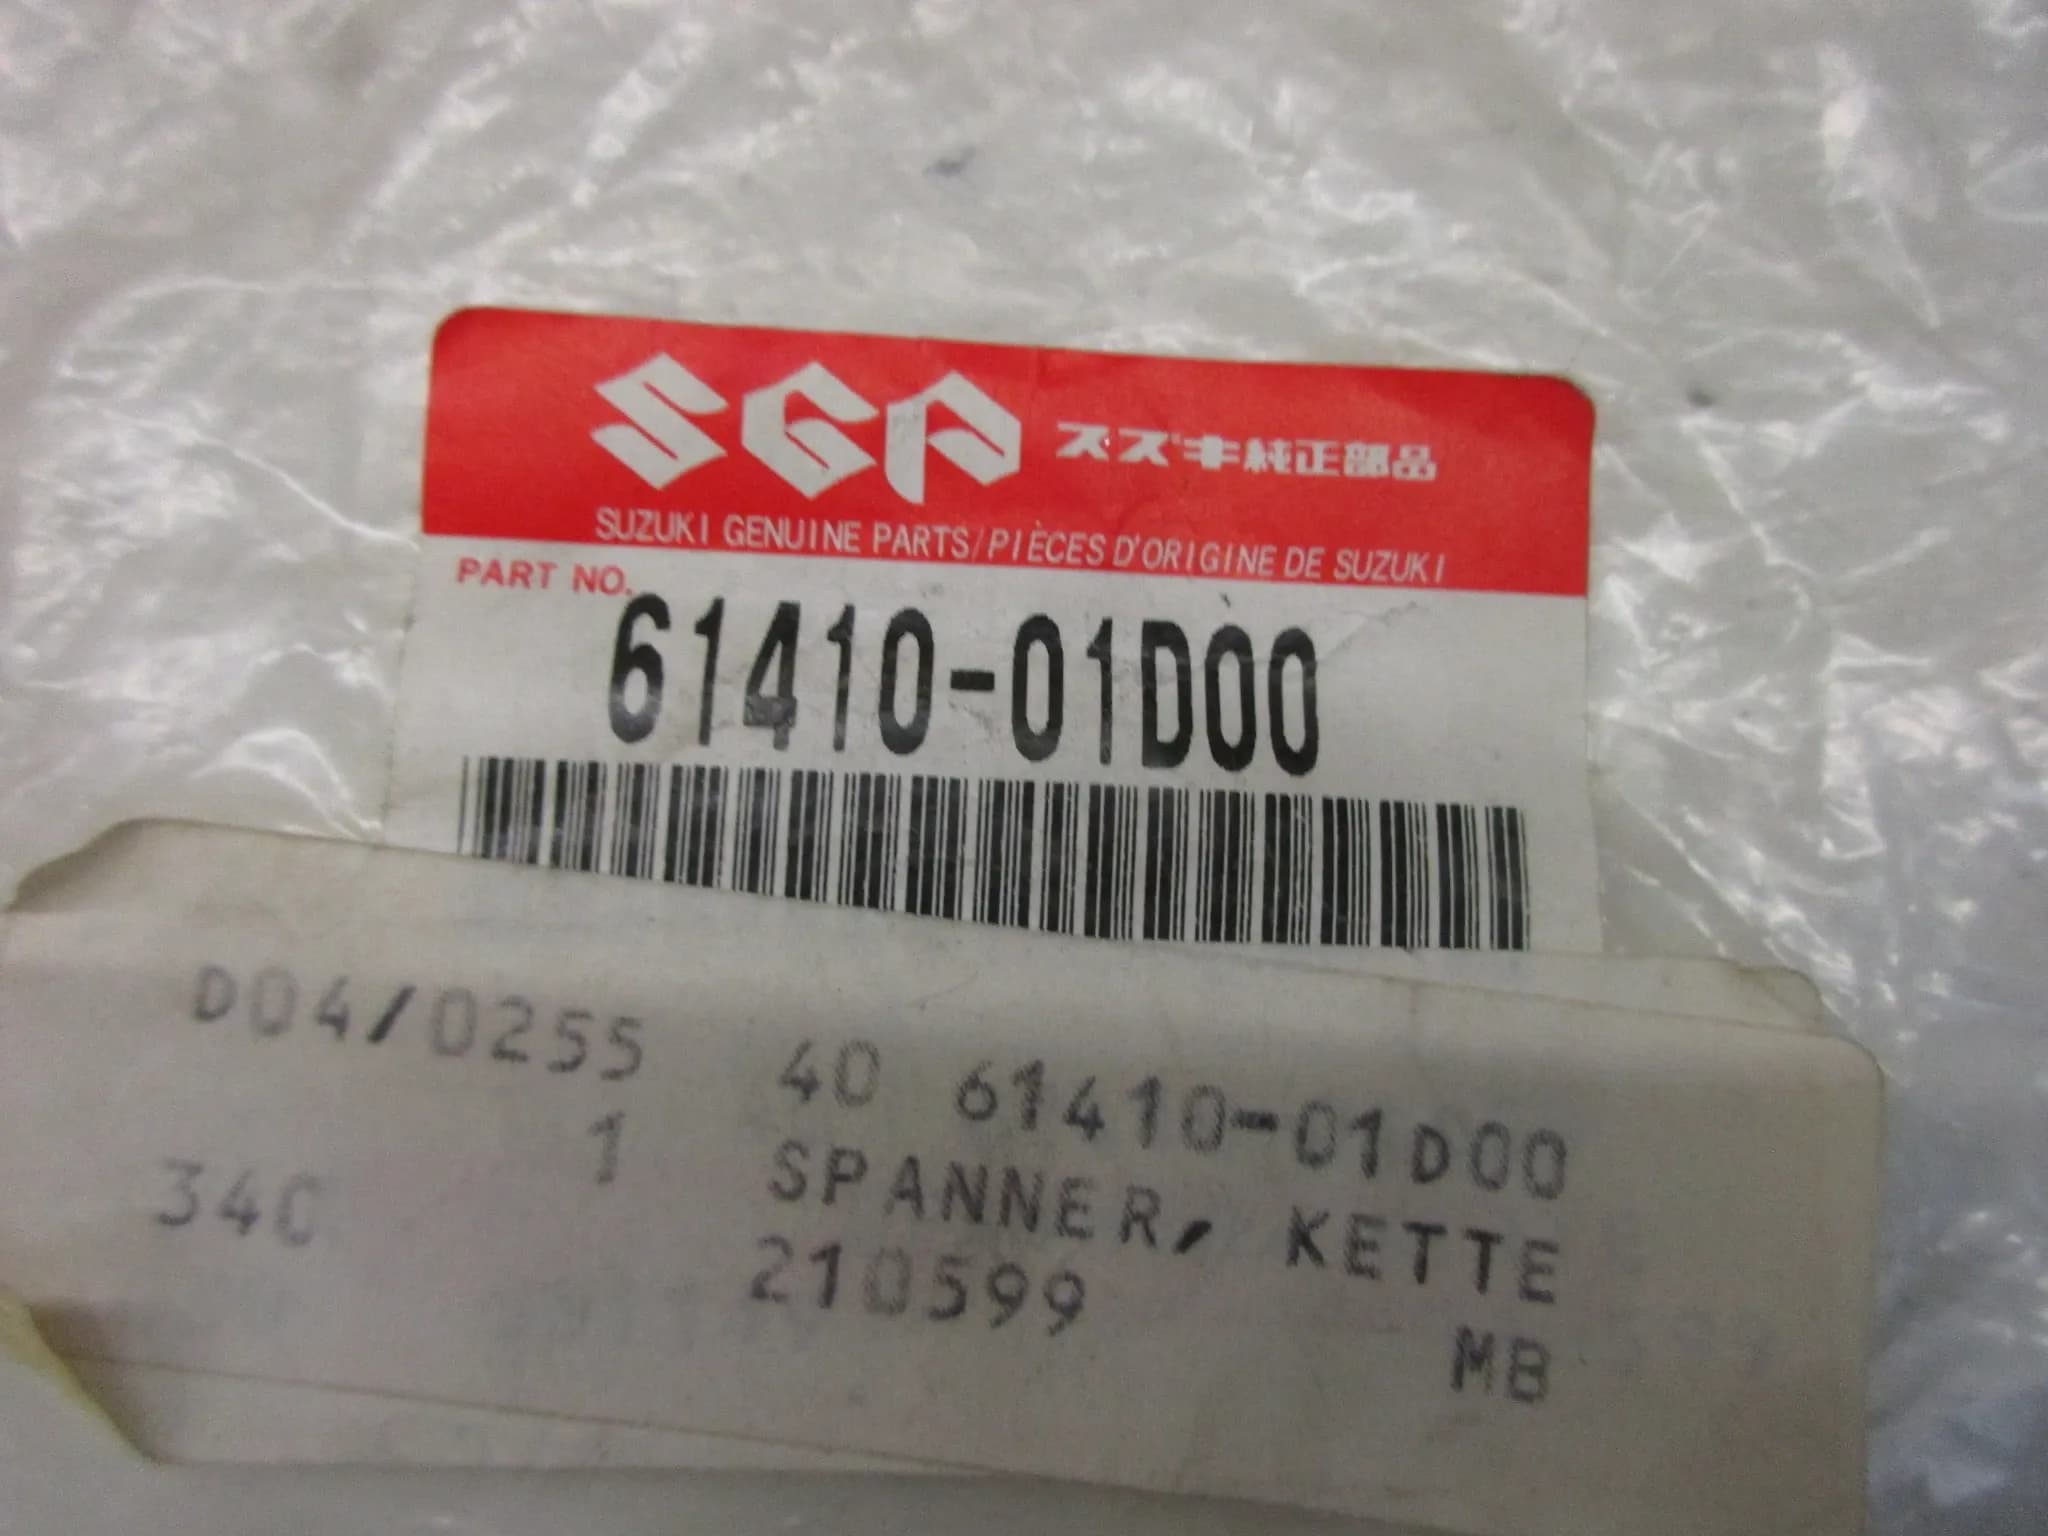 SGP スズキ純正部品
SUZUKI GENUINE PARTS/PIÈCES D'ORIGINE DE SUZUKI
PART NO.
61410-01D00
D04/0255 40 61410-01D00
1 SPANNER, KETTE
34C 210599
MB